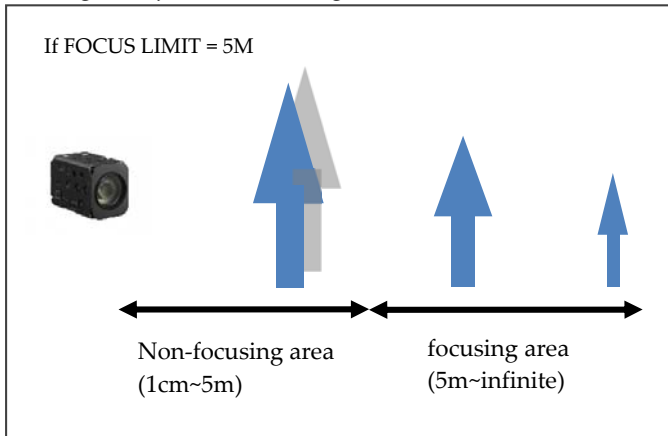 If FOCUS LIMIT = 5M
Non-focusing area
(1cm~5m)
focusing area
(5m~infinite)